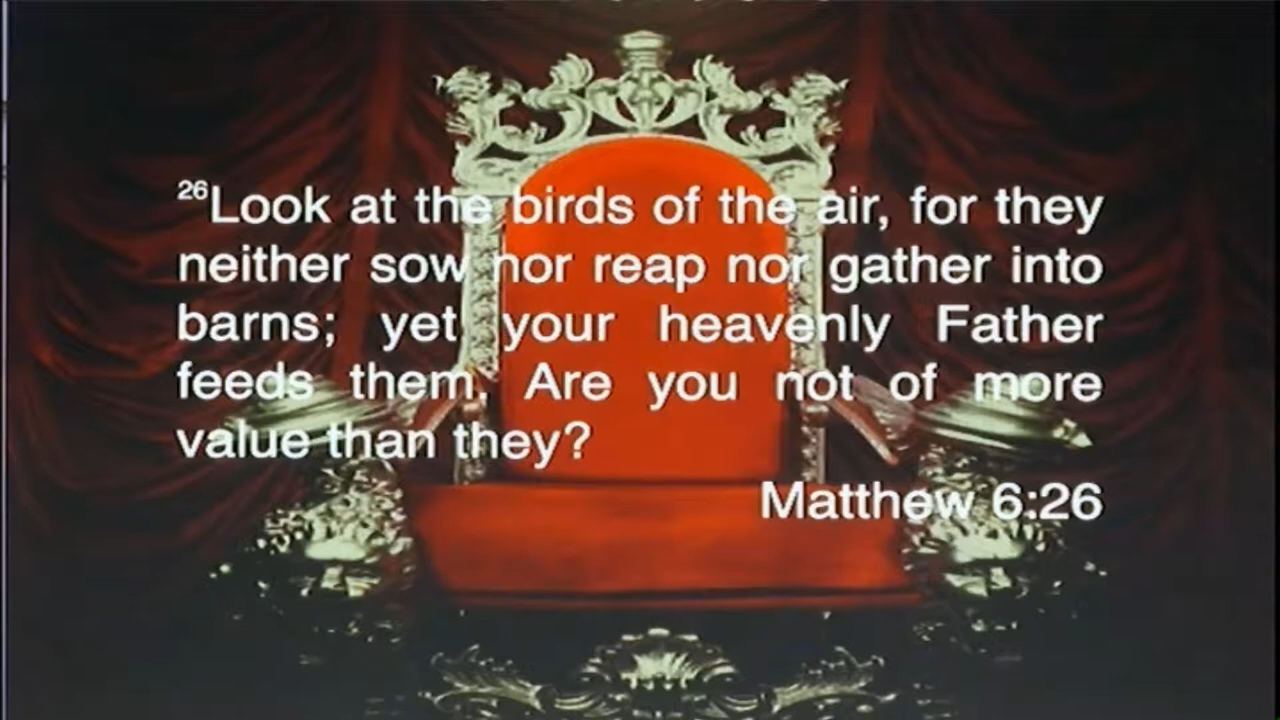 26Look at the birds of the air, for they
neither sow nor reap nor gather into
barns; yet your heavenly Father
feeds them. Are you not of more
value than they?
Matthew 6:26